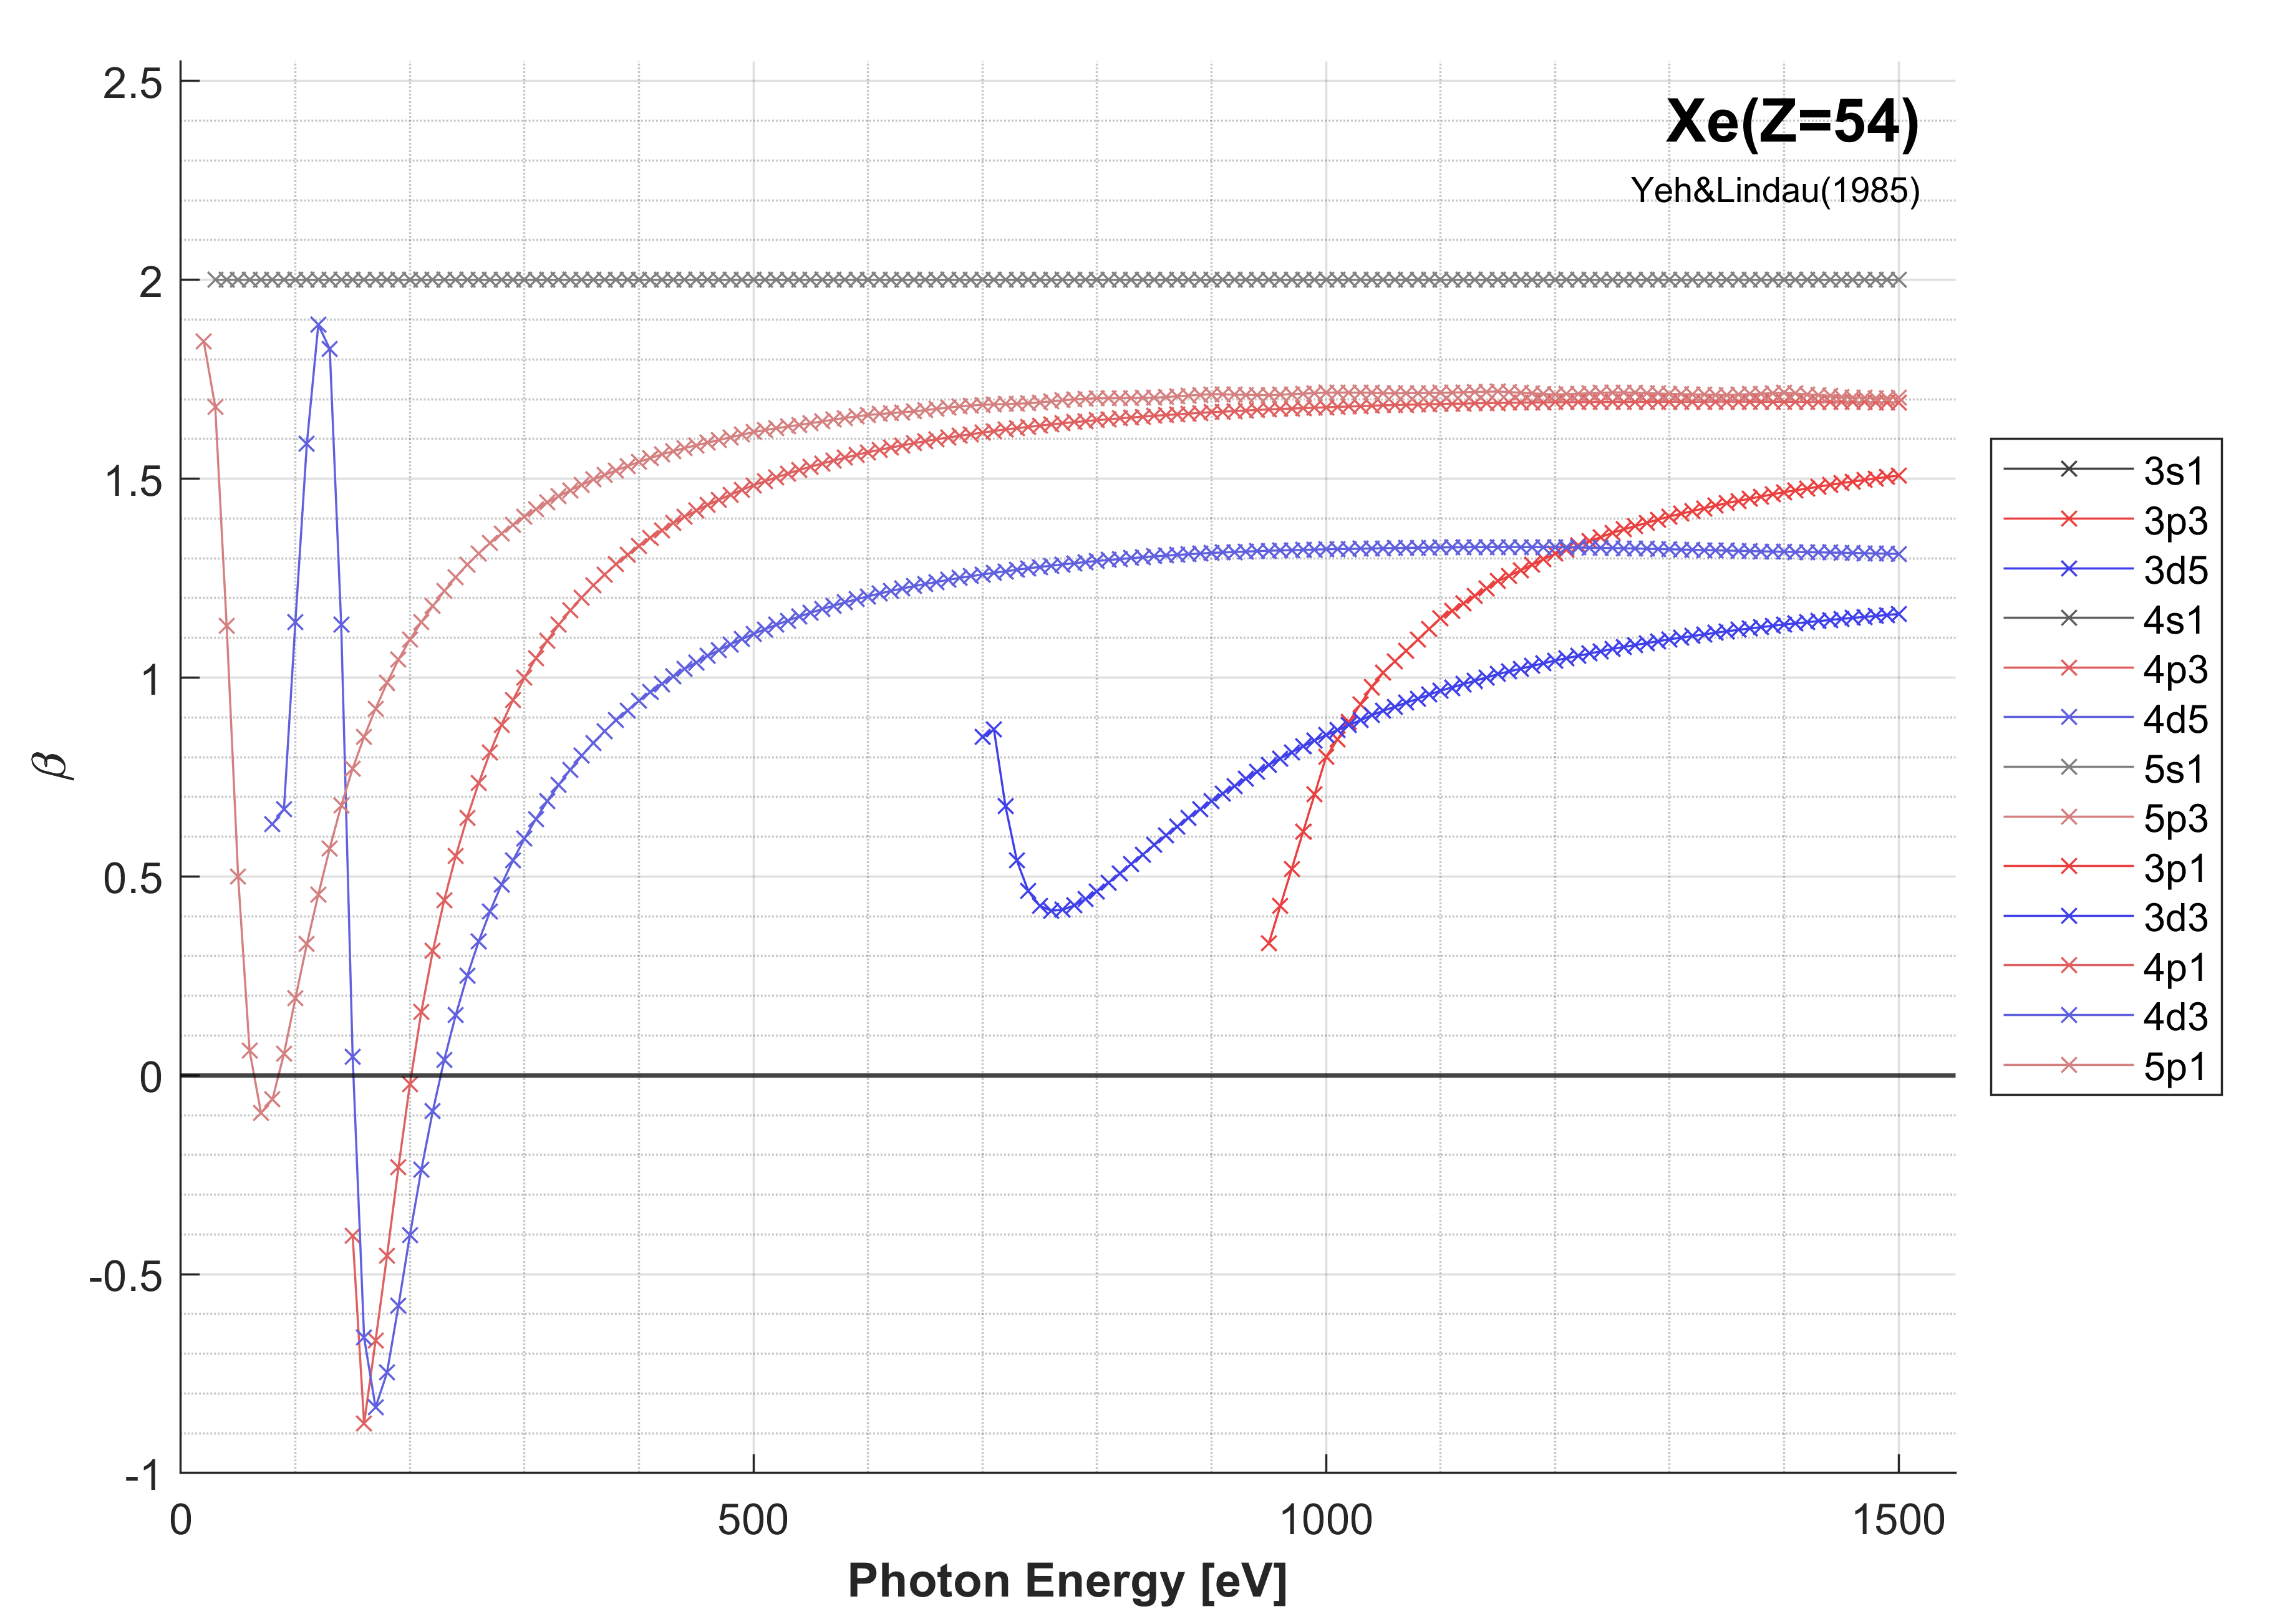 Xe(Z=54)
Yeh&Lindau(1985)
2.5
2
1.5
1
0.5
0
-0.5
-1
β
0 500 1000 1500
Photon Energy [eV]
3s1
3p3
3d5
4s1
4p3
4d5
5s1
5p3
3p1
3d3
4p1
4d3
5p1